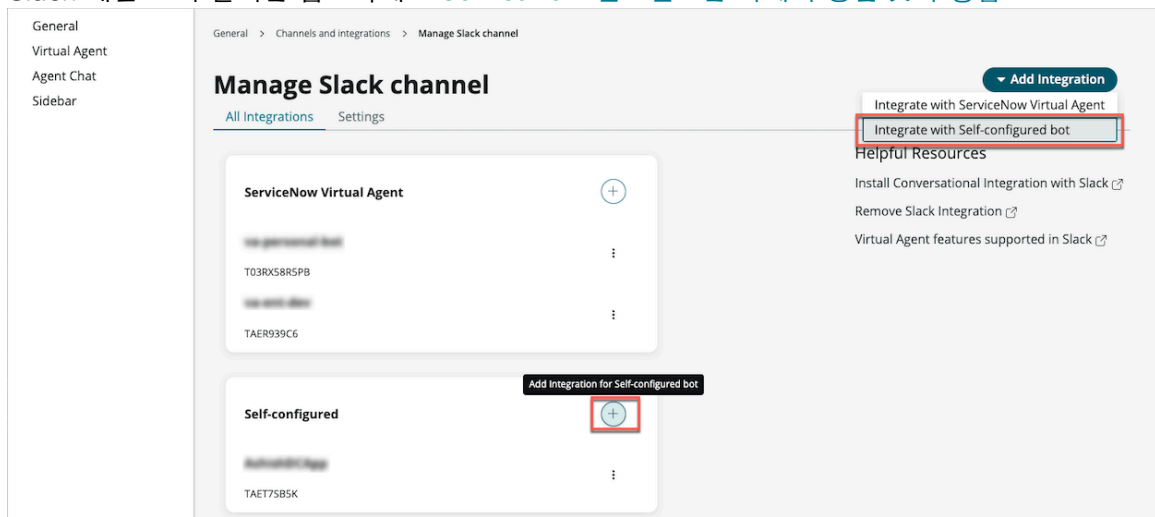 General
Virtual Agent
Agent Chat
Sidebar
General > Channels and integrations > Manage Slack channel
Manage Slack channel
Add Integration
Integrate with ServiceNow Virtual Agent
Integrate with Self-configured bot
All Integrations Settings
Helpful Resources
Install Conversational Integration with Slack
Remove Slack Integration
Virtual Agent features supported in Slack
ServiceNow Virtual Agent
T03RX58R5PB
TAER939C6
Add Integration for Self-configured bot
Self-configured
TAET7SB5K